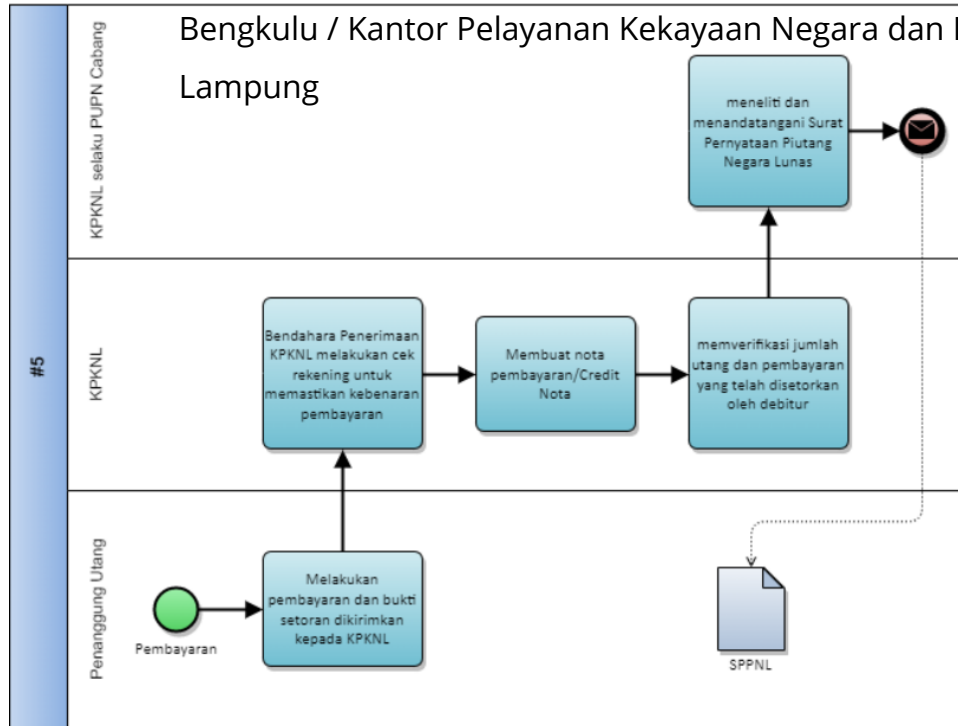 Bengkulu / Kantor Pelayanan Kekayaan Negara dan
Lampung
#5
KPKNL selaku PUPN Cabang
meneliti dan
menandatangani Surat
Pernyataan Piutang
Negara Lunas
KPKNL
Bendahara Penerimaan
KPKNL melakukan cek
rekening untuk
memastikan kebenaran
pembayaran
Membuat nota
pembayaran/Credit
Nota
memverifikasi jumlah
utang dan pembayaran
yang telah disetorkan
oleh debitur
Penanggung Utang
Pembayaran
Melakukan
pembayaran dan bukti
setoran dikirimkan
kepada KPKNL
SPPNL